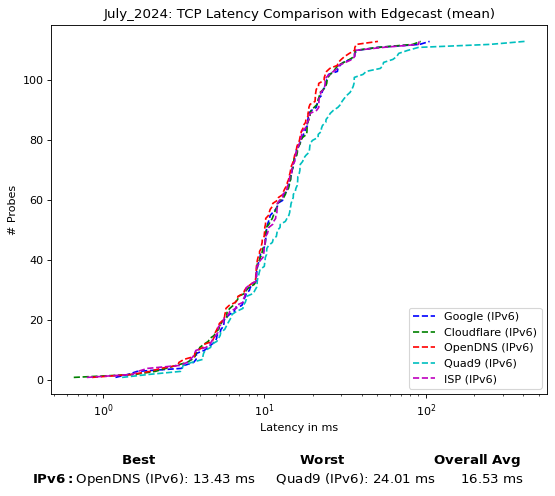 July_2024: TCP Latency Comparison with Edgecast (mean)
# Probes
100
80
60
40
20
0
Google (IPv6)
Cloudflare (IPv6)
OpenDNS (IPv6)
Quad9 (IPv6)
ISP (IPv6)
10⁰ 10¹ 10²
Latency in ms
Best Worst Overall Avg
IPv6: OpenDNS (IPv6): 13.43 ms Quad9 (IPv6): 24.01 ms 16.53 ms